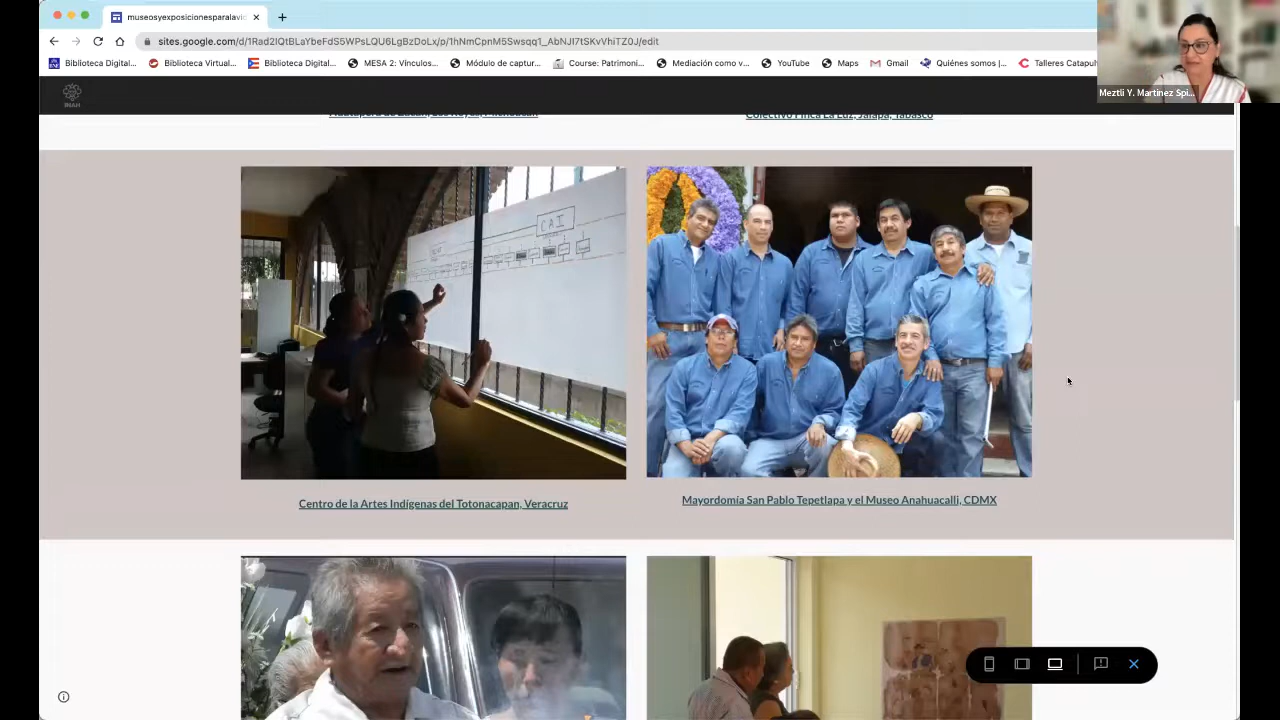 museosyexposicionesparalavid
sites.google.com/d/1Rad2IQtBLaYbeFdS5WPsLQU6LgBzDoLx/p/1hNmCpnM5Swsqq1_AbNJI7tSKvVhiTZ0J/edit
Biblioteca Digital... Biblioteca Virtual... Biblioteca Digital... MESA 2: Vínculos... Módulo de captur... Course: Patrimoni... Mediación como v... YouTube Maps Gmail Quiénes somos |... Talleres Catapul
Meztli Y. Martínez Spi...
INAH
Colectivo Finca La Luz, Jalapa, Tabasco
CAI
Centro de la Artes Indígenas del Totonacapan, Veracruz
Mayordomía San Pablo Tepetlapa y el Museo Anahuacalli, CDMX